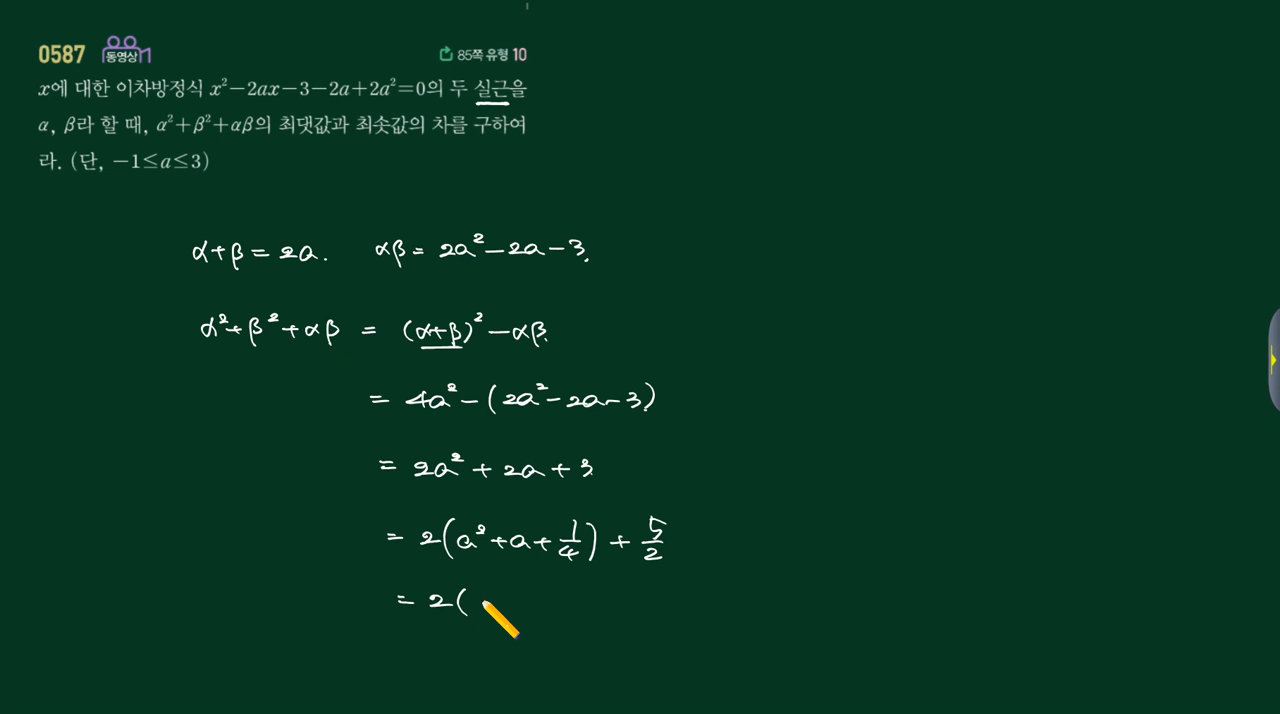 0587 동영상 85쪽 유형 10
x에 대한 이차방정식 x²−2ax−3−2a+2a²=0의 두 실근을
α, β라 할 때, α²+β²+αβ의 최댓값과 최솟값의 차를 구하여
라. (단, −1≤a≤3)
α+β = 2a. αβ = 2a²−2a−3.
α²+β²+αβ = (α+β)²−αβ.
= 4a²−(2a²−2a−3)
= 2a²+2a+3
= 2(a²+a+1/4)+5/2
= 2(